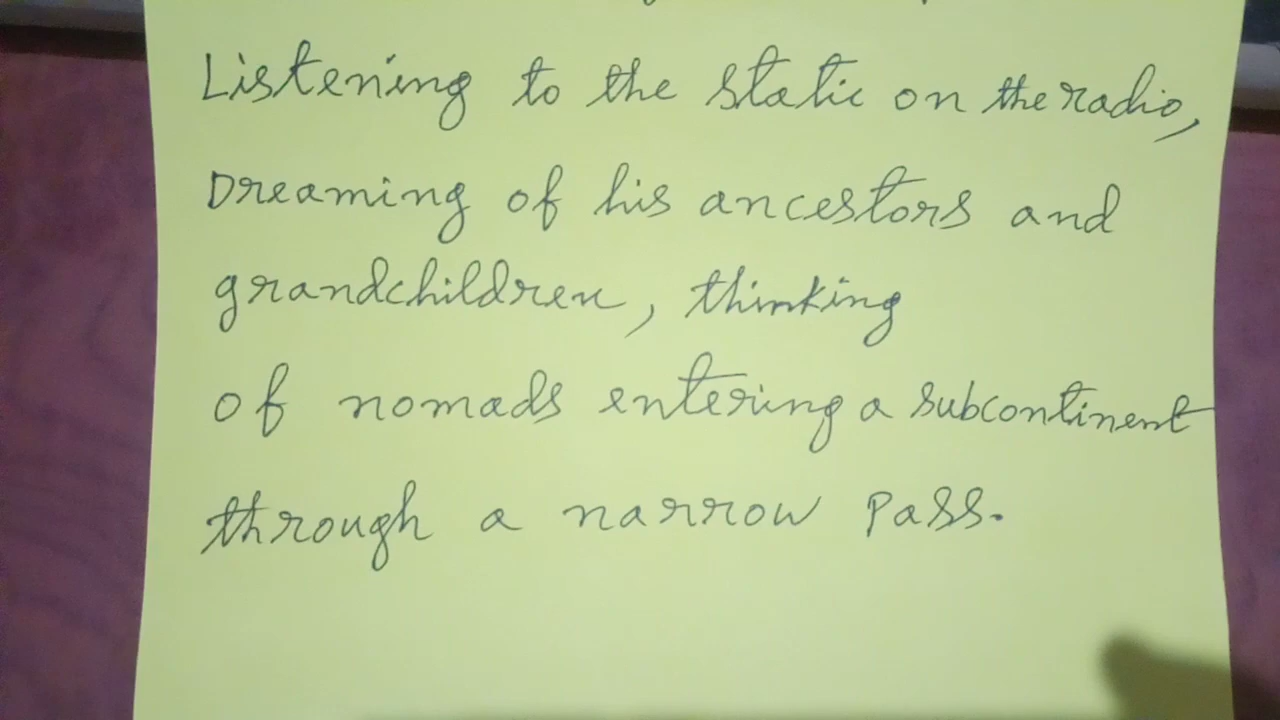 Listening to the static on the radio,
Dreaming of his ancestors and
grandchildren, thinking
of nomads entering a subcontinent
through a narrow pass.